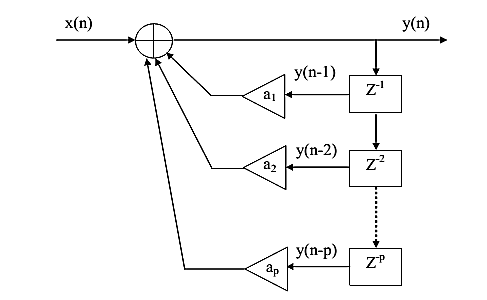 x(n) y(n)
y(n-1)
a₁ Z⁻¹
y(n-2)
a₂ Z⁻²
y(n-p)
aₚ Z⁻ᵖ